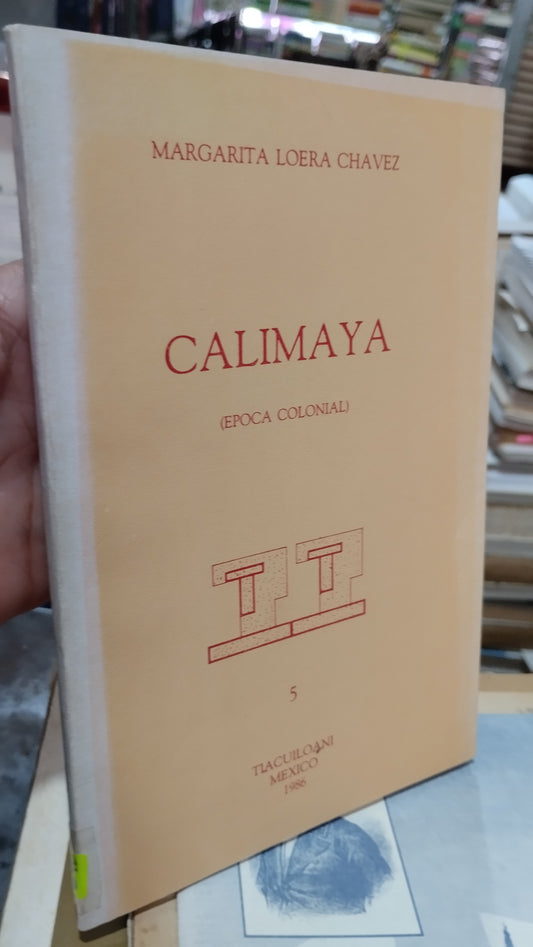 MARGARITA LOERA CHAVEZ
CALIMAYA
(EPOCA COLONIAL)
5
TLACUILOANI
MEXICO
1986